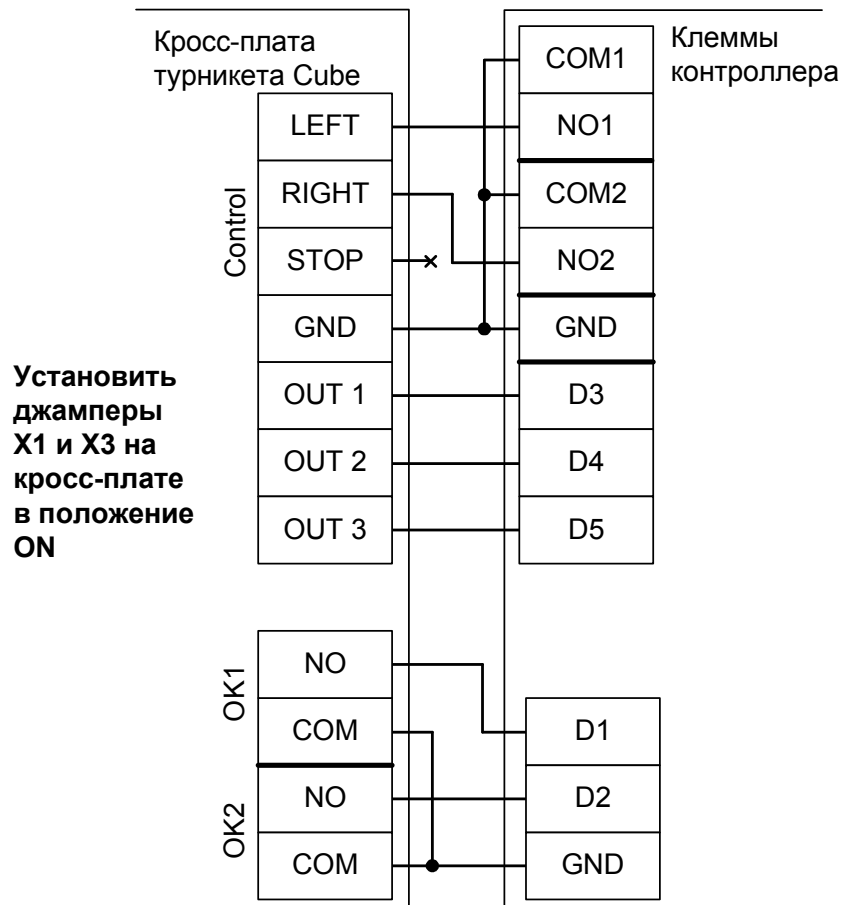 Кросс-плата
турникета Cube
Клеммы
контроллера
COM1
LEFT
NO1
Control
RIGHT
COM2
STOP
NO2
GND
GND
Установить
джамперы
X1 и X3 на
кросс-плате
в положение
ON
OUT 1
D3
OUT 2
D4
OUT 3
D5
OK1
NO
COM
D1
OK2
NO
D2
COM
GND